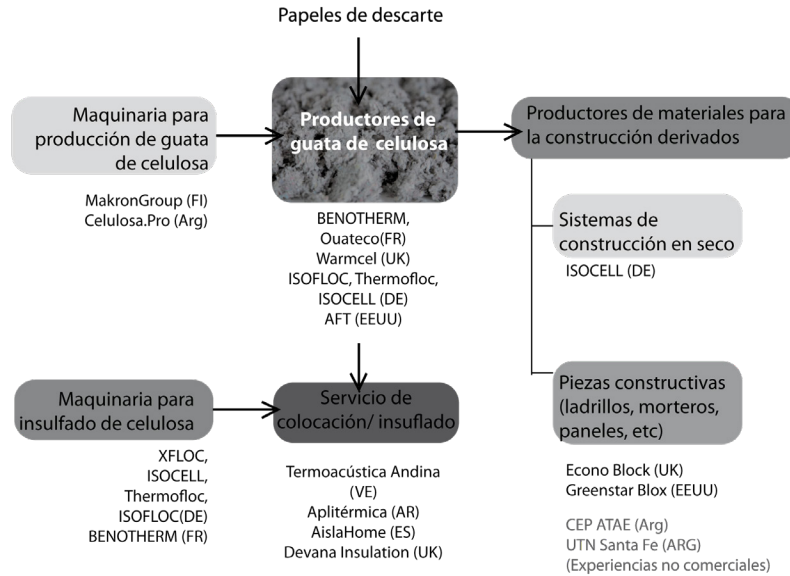 Papeles de descarte
Maquinaria para
producción de guata
de celulosa
MakronGroup (FI)
Celulosa.Pro (Arg)
Productores de
guata de celulosa
BENOTHERM,
Ouateco(FR)
Warmcel (UK)
ISOFLOC, Thermofloc,
ISOCELL (DE)
AFT (EEUU)
Productores de materiales para
la construcción derivados
Sistemas de
construcción en seco
ISOCELL (DE)
Piezas constructivas
(ladrillos, morteros,
paneles, etc)
Econo Block (UK)
Greenstar Blox (EEUU)
CEP ATAE (Arg)
UTN Santa Fe (ARG)
(Experiencias no comerciales)
Maquinaria para
insulfado de celulosa
XFLOC,
ISOCELL,
Thermofloc,
ISOFLOC(DE)
BENOTHERM (FR)
Servicio de
colocación/ insuflado
Termoacústica Andina
(VE)
Aplitérmica (AR)
AislaHome (ES)
Devana Insulation (UK)